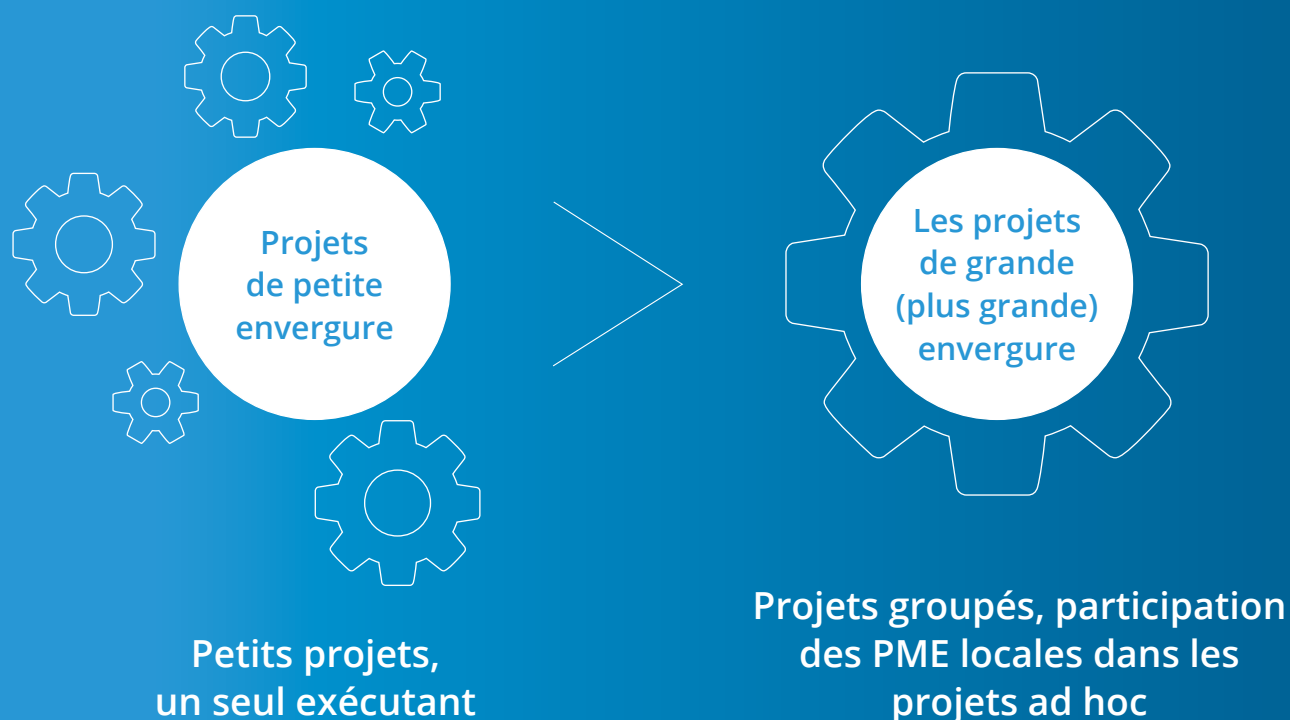 Projets
de petite
envergure
Les projets
de grande
(plus grande)
envergure
Petits projets,
un seul exécutant
Projets groupés, participation
des PME locales dans les
projets ad hoc